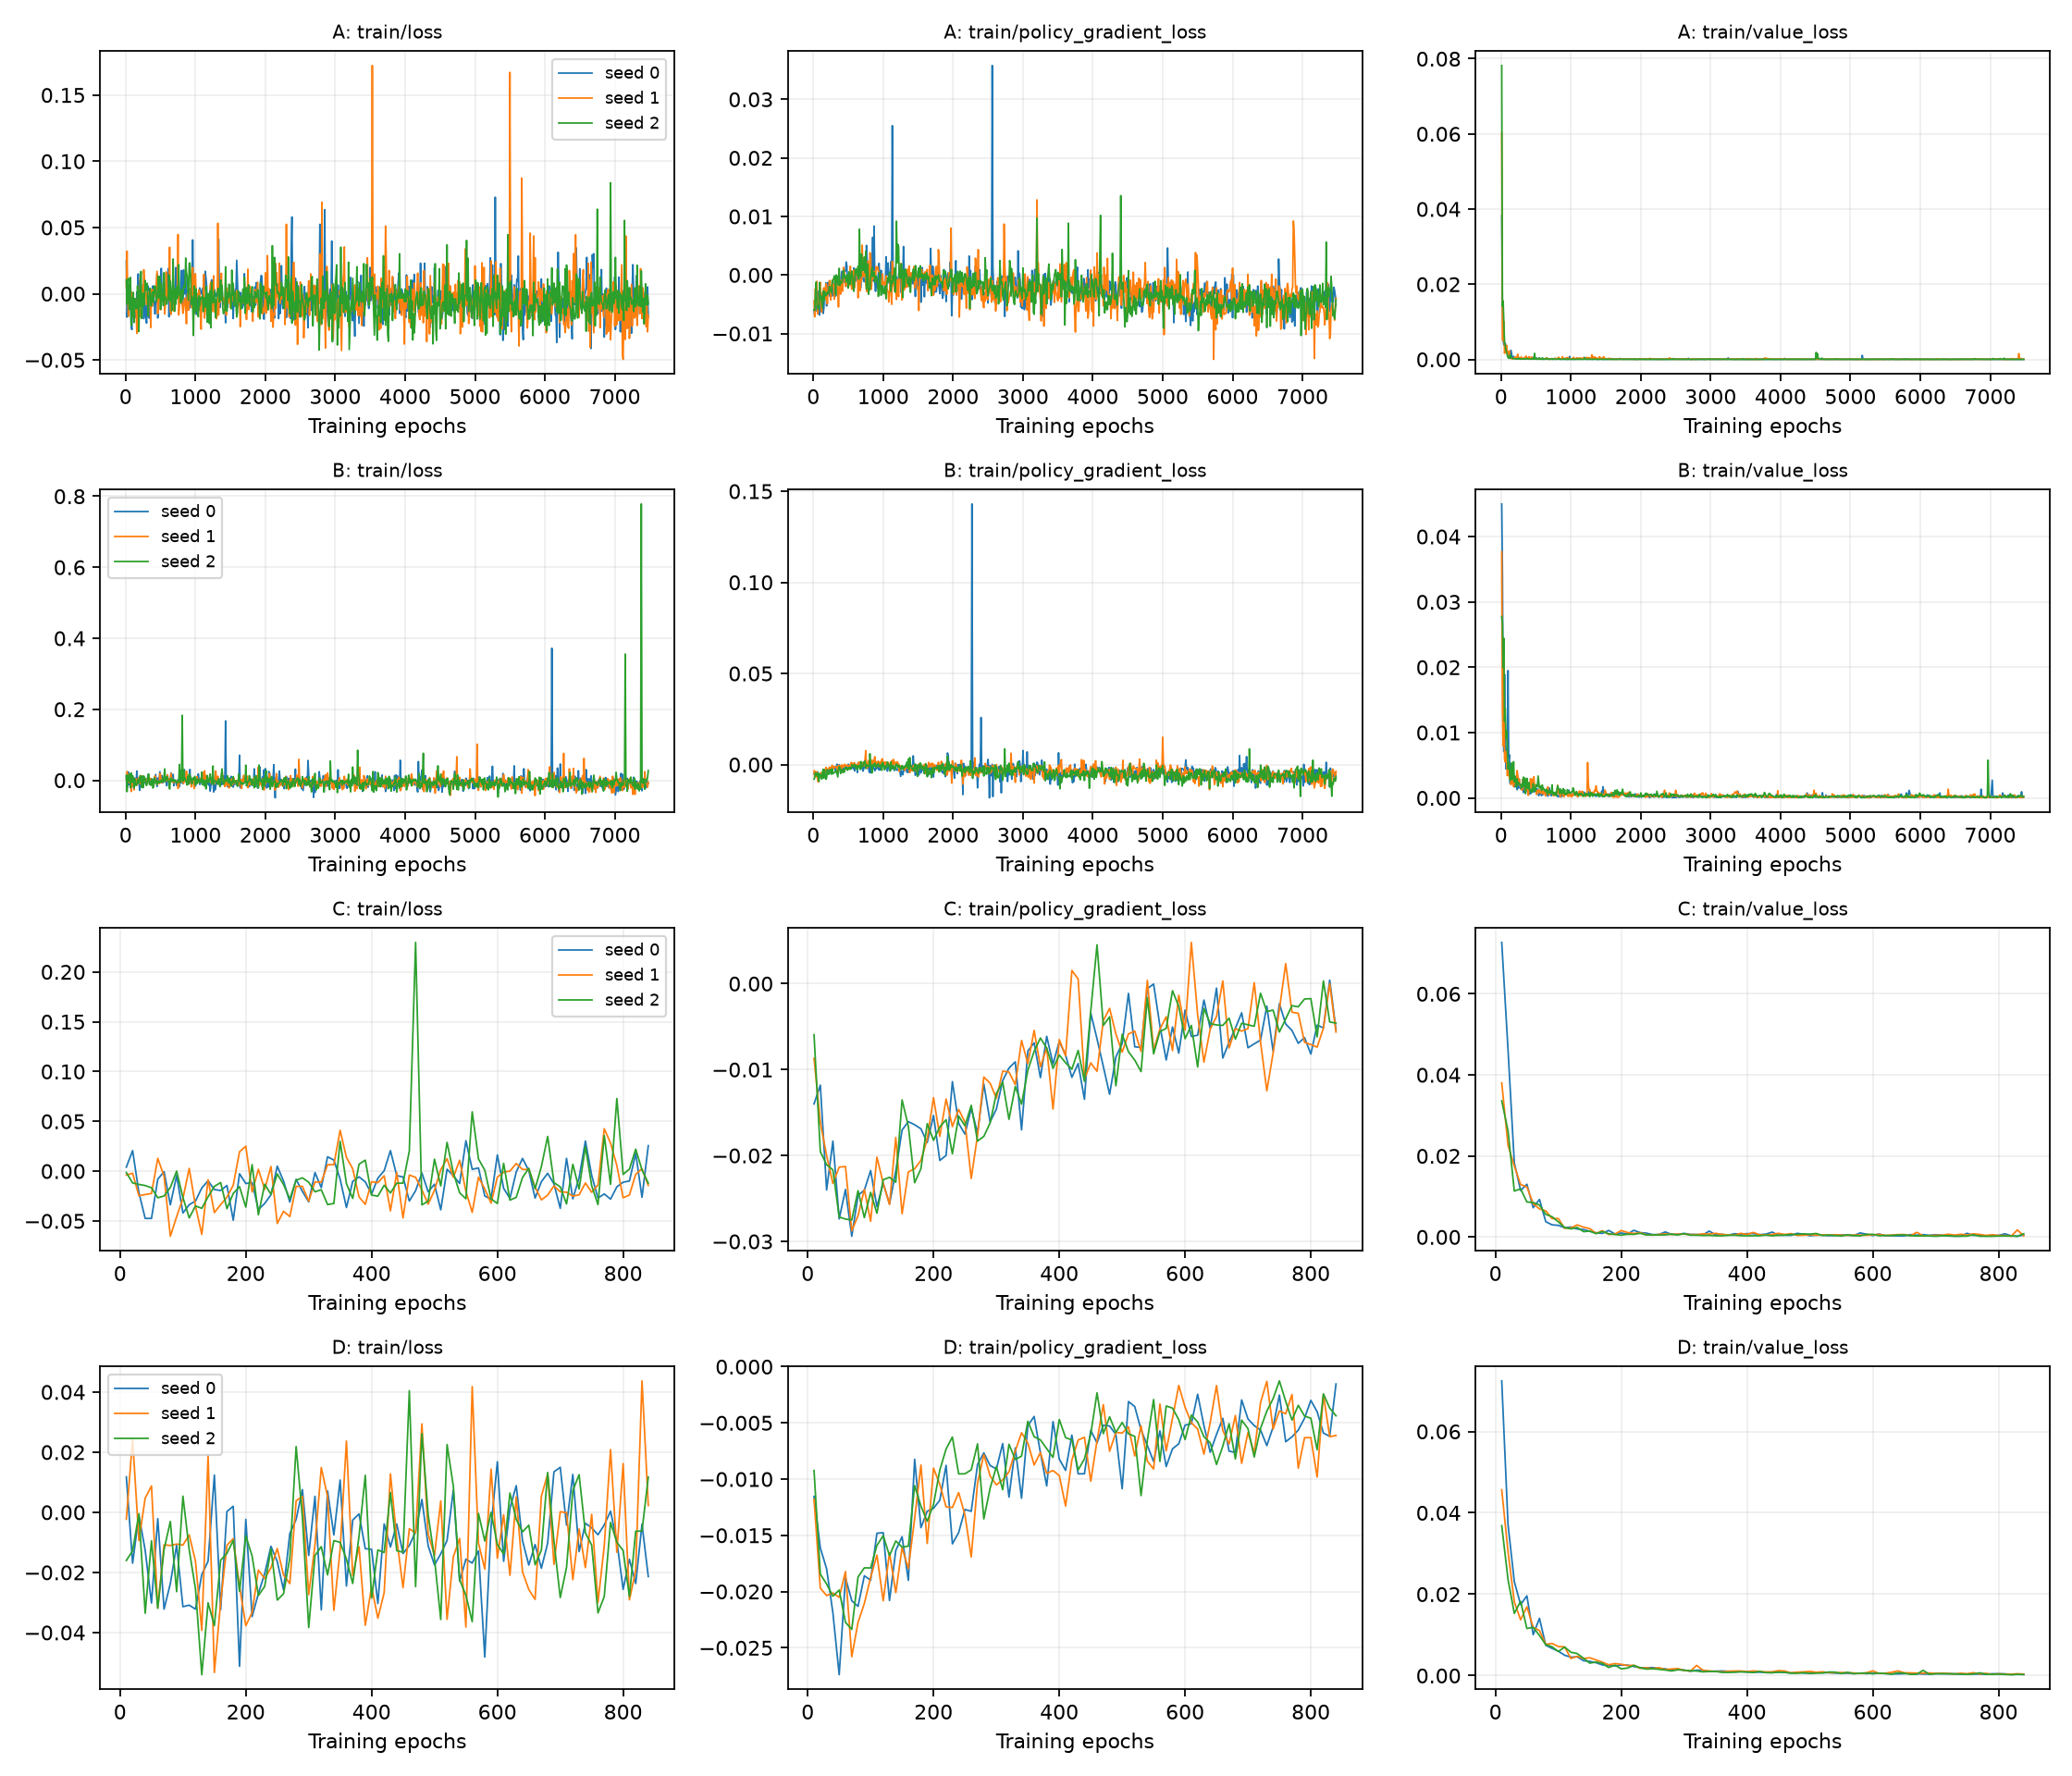 A: train/loss
0.15
0.10
0.05
0.00
−0.05
seed 0
seed 1
seed 2
0 1000 2000 3000 4000 5000 6000 7000
Training epochs
A: train/policy_gradient_loss
0.03
0.02
0.01
0.00
−0.01
0 1000 2000 3000 4000 5000 6000 7000
Training epochs
A: train/value_loss
0.08
0.06
0.04
0.02
0.00
0 1000 2000 3000 4000 5000 6000 7000
Training epochs
B: train/loss
0.8
0.6
0.4
0.2
0.0
seed 0
seed 1
seed 2
0 1000 2000 3000 4000 5000 6000 7000
Training epochs
B: train/policy_gradient_loss
0.15
0.10
0.05
0.00
0 1000 2000 3000 4000 5000 6000 7000
Training epochs
B: train/value_loss
0.04
0.03
0.02
0.01
0.00
0 1000 2000 3000 4000 5000 6000 7000
Training epochs
C: train/loss
0.20
0.15
0.10
0.05
0.00
−0.05
seed 0
seed 1
seed 2
0 200 400 600 800
Training epochs
C: train/policy_gradient_loss
0.00
−0.01
−0.02
−0.03
0 200 400 600 800
Training epochs
C: train/value_loss
0.06
0.04
0.02
0.00
0 200 400 600 800
Training epochs
D: train/loss
0.04
0.02
0.00
−0.02
−0.04
seed 0
seed 1
seed 2
0 200 400 600 800
Training epochs
D: train/policy_gradient_loss
0.000
−0.005
−0.010
−0.015
−0.020
−0.025
0 200 400 600 800
Training epochs
D: train/value_loss
0.06
0.04
0.02
0.00
0 200 400 600 800
Training epochs